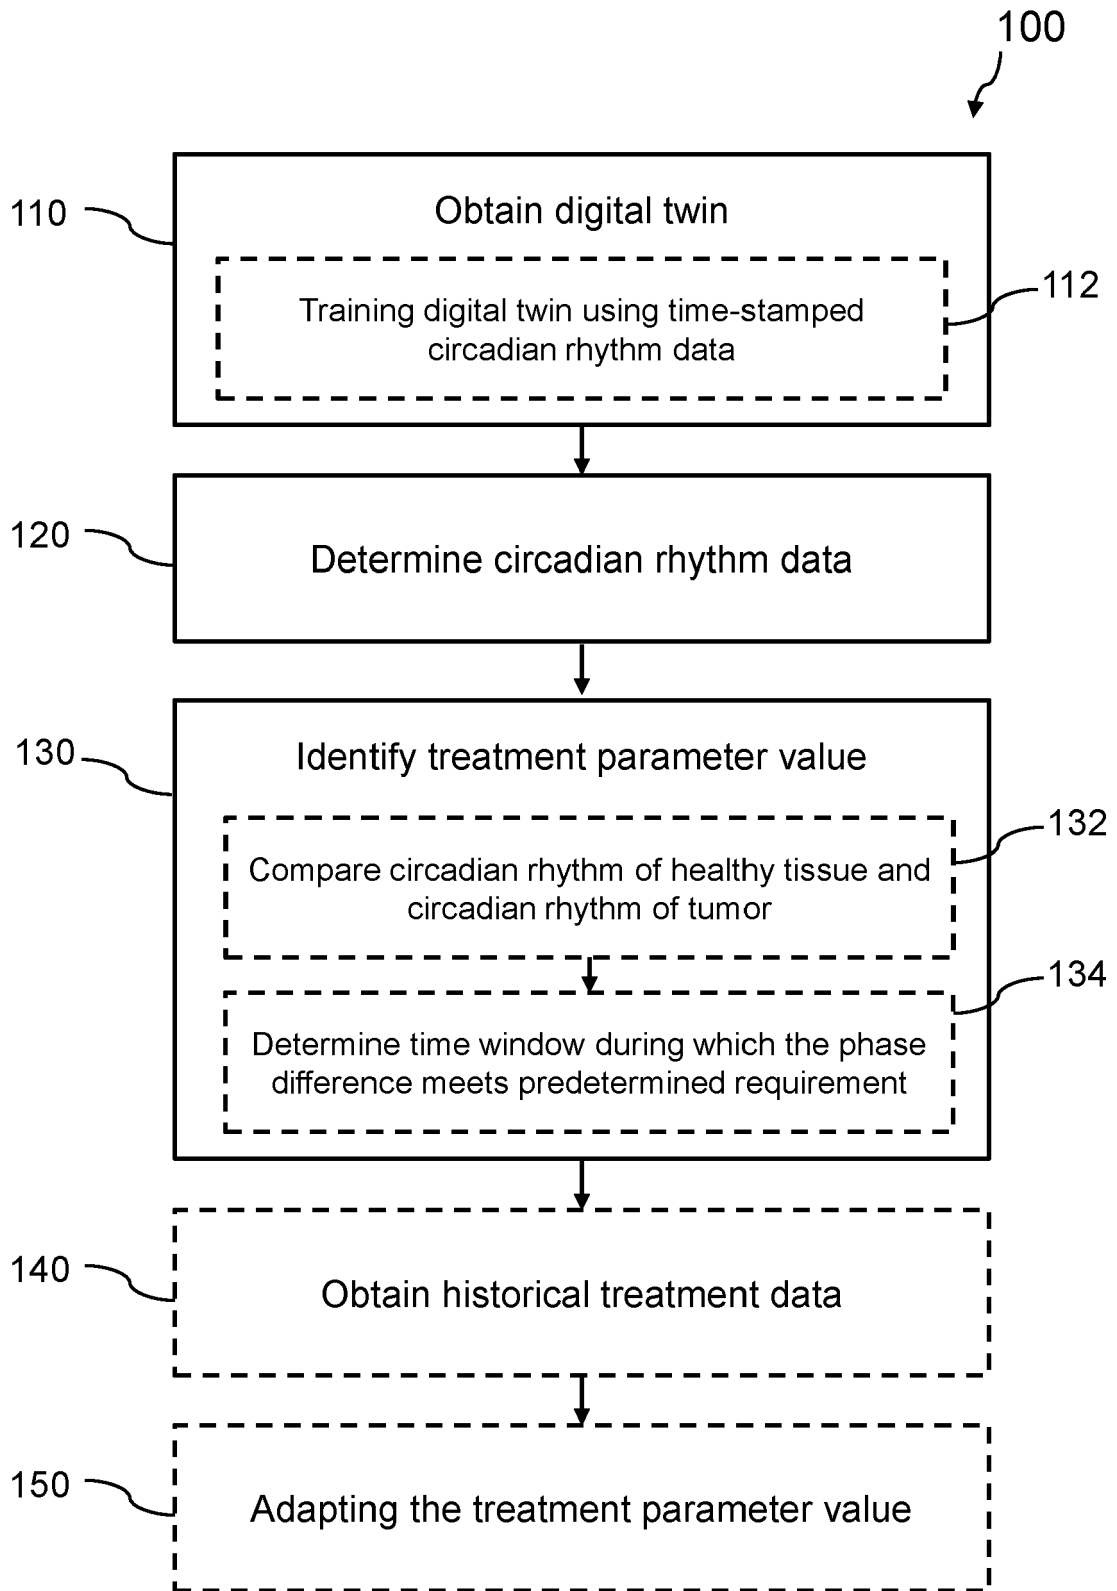 100
110
Obtain digital twin
112
Training digital twin using time-stamped
circadian rhythm data
120
Determine circadian rhythm data
130
Identify treatment parameter value
132
Compare circadian rhythm of healthy tissue and
circadian rhythm of tumor
134
Determine time window during which the phase
difference meets predetermined requirement
140
Obtain historical treatment data
150
Adapting the treatment parameter value